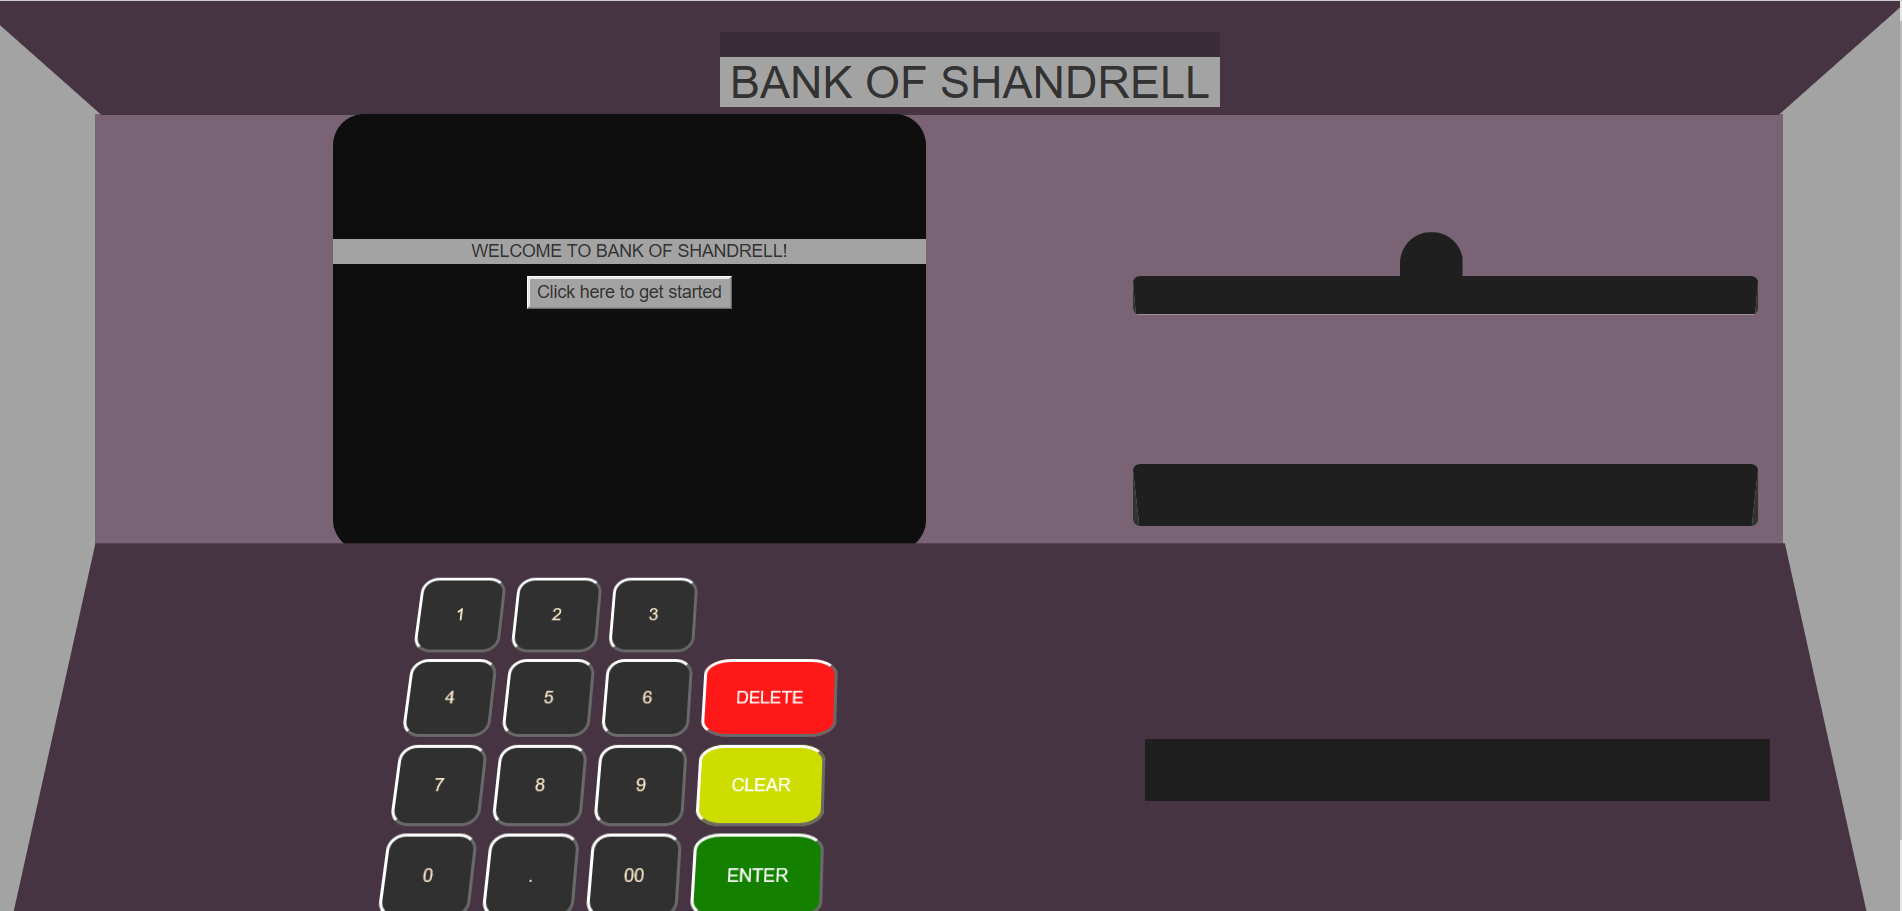 BANK OF SHANDRELL
WELCOME TO BANK OF SHANDRELL!
Click here to get started
1 2 3
4 5 6 DELETE
7 8 9 CLEAR
0 . 00 ENTER